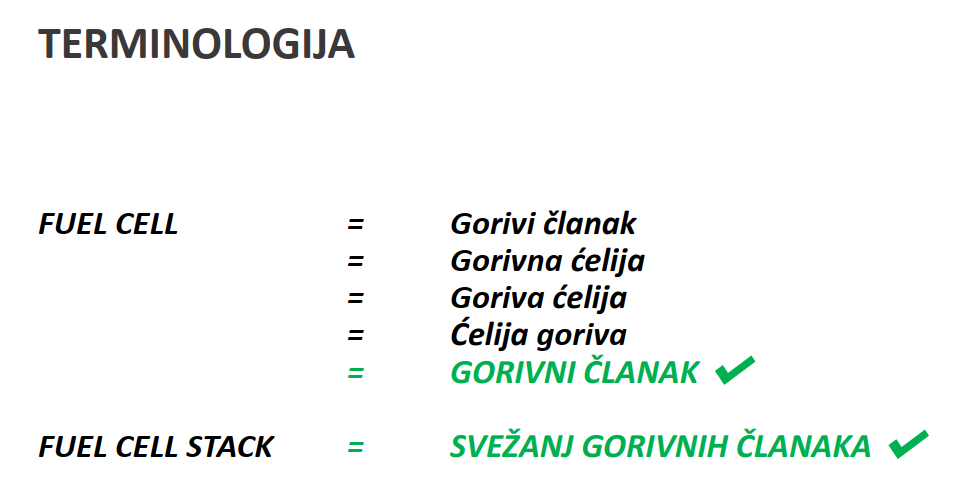 TERMINOLOGIJA
FUEL CELL = Gorivi članak
= Gorivna ćelija
= Goriva ćelija
= Ćelija goriva
= GORIVNI ČLANAK ✓
FUEL CELL STACK = SVEŽANJ GORIVNIH ČLANAKA ✓